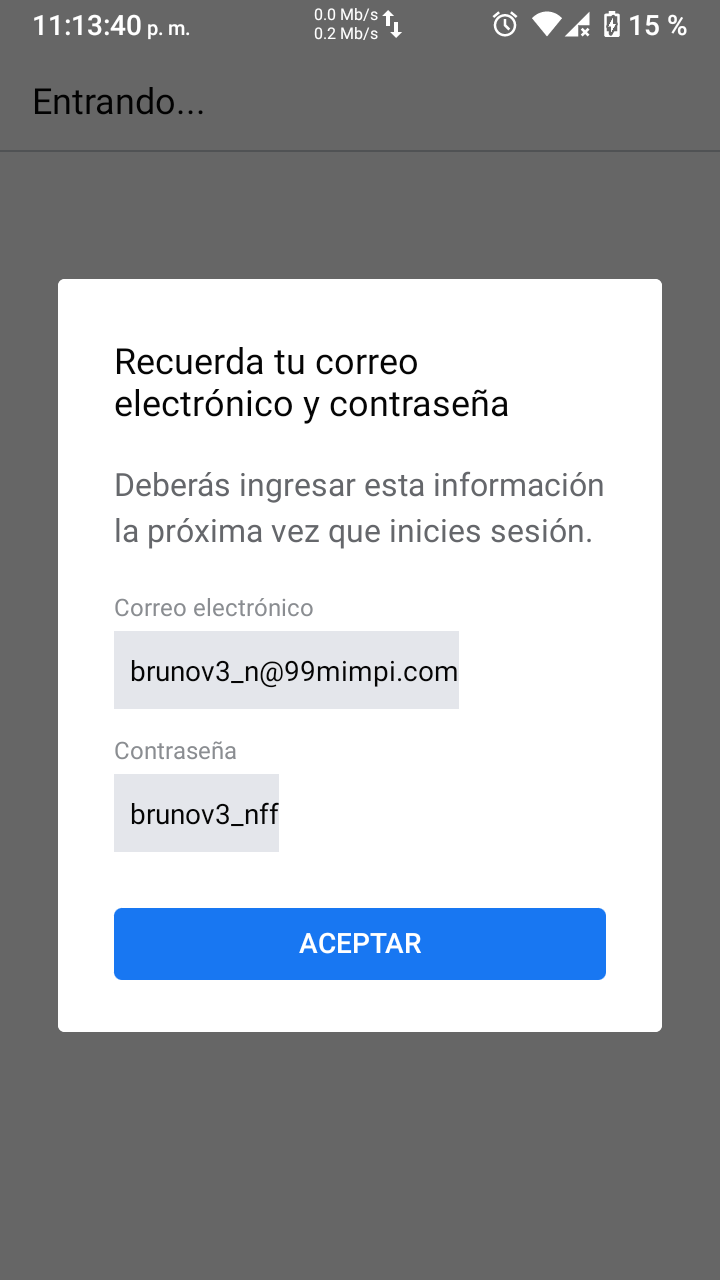 11:13:40 p. m. 0.0 Mb/s 15 %
0.2 Mb/s
Entrando...
Recuerda tu correo
electrónico y contraseña
Deberás ingresar esta información
la próxima vez que inicies sesión.
Correo electrónico
brunov3_n@99mimpi.com
Contraseña
brunov3_nff
ACEPTAR